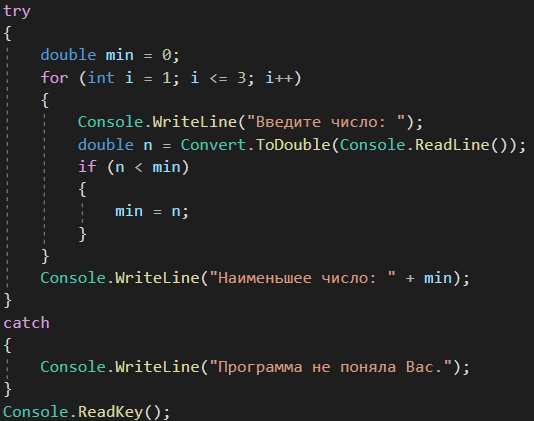 try
{
    double min = 0;
    for (int i = 1; i <= 3; i++)
    {
        Console.WriteLine("Введите число: ");
        double n = Convert.ToDouble(Console.ReadLine());
        if (n < min)
        {
            min = n;
        }
    }
    Console.WriteLine("Наименьшее число: " + min);
}
catch
{
    Console.WriteLine("Программа не поняла Вас.");
}
Console.ReadKey();